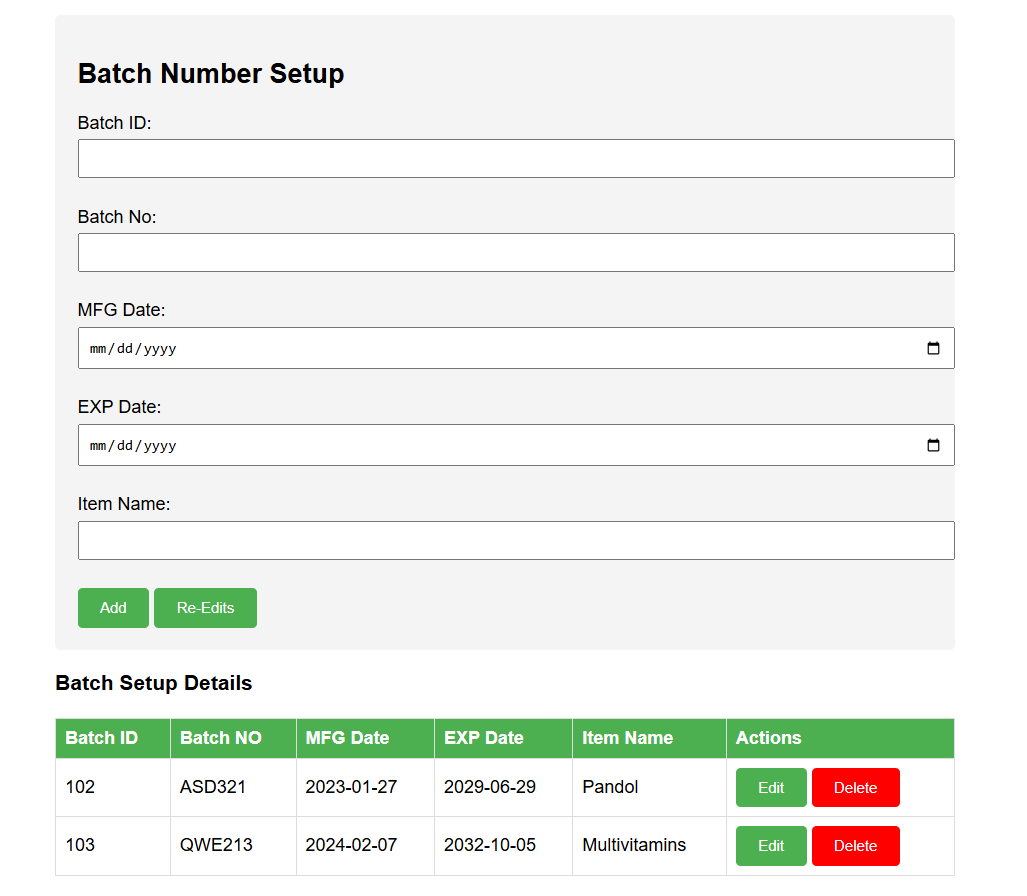 Batch Number Setup
Batch ID:
Batch No:
MFG Date:
mm/dd/yyyy
EXP Date:
mm/dd/yyyy
Item Name:
Add Re-Edits
Batch Setup Details
Batch ID Batch NO MFG Date EXP Date Item Name Actions
102 ASD321 2023-01-27 2029-06-29 Pandol Edit Delete
103 QWE213 2024-02-07 2032-10-05 Multivitamins Edit Delete